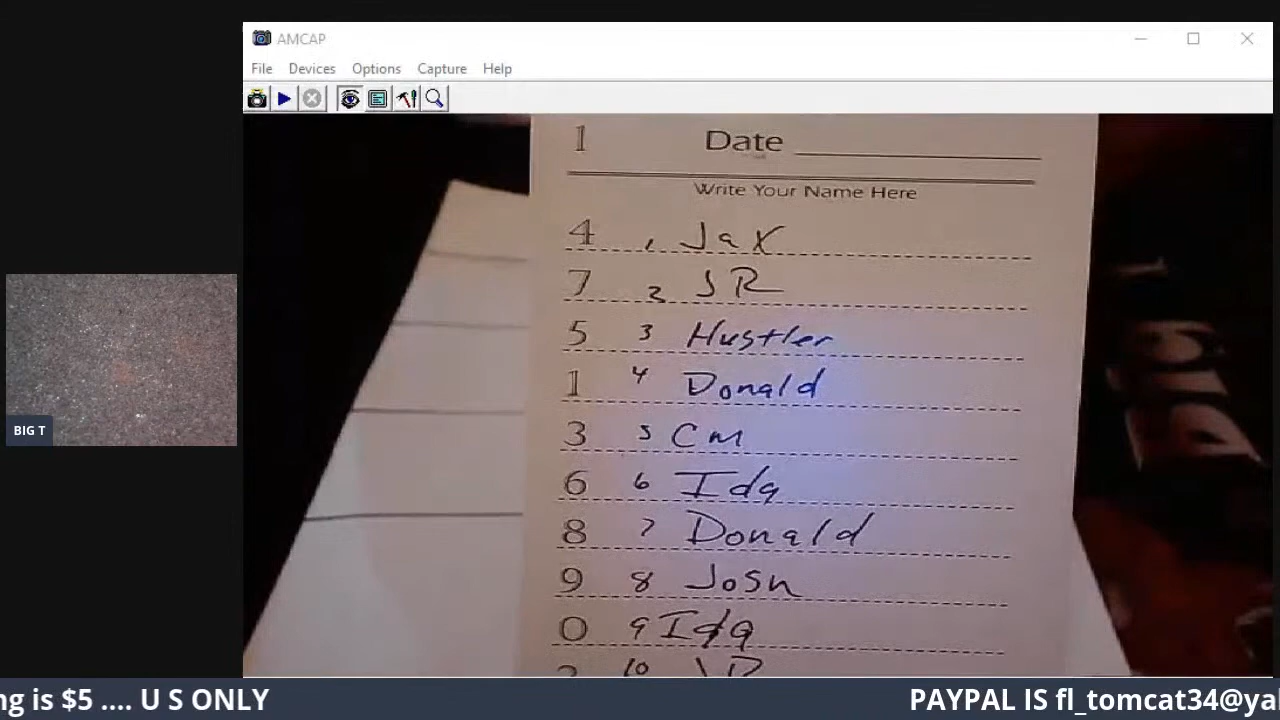 AMCAP
File Devices Options Capture Help
1 Date
Write Your Name Here
4 1 JaX
7 2 JR
5 3 Hustler
1 4 Donald
3 5 Cm
6 6 Ida
8 7 Donald
9 8 Josh
0 9 Ida
10 JR
BIG T
ng is $5 .... U S ONLY PAYPAL IS fl_tomcat34@ya